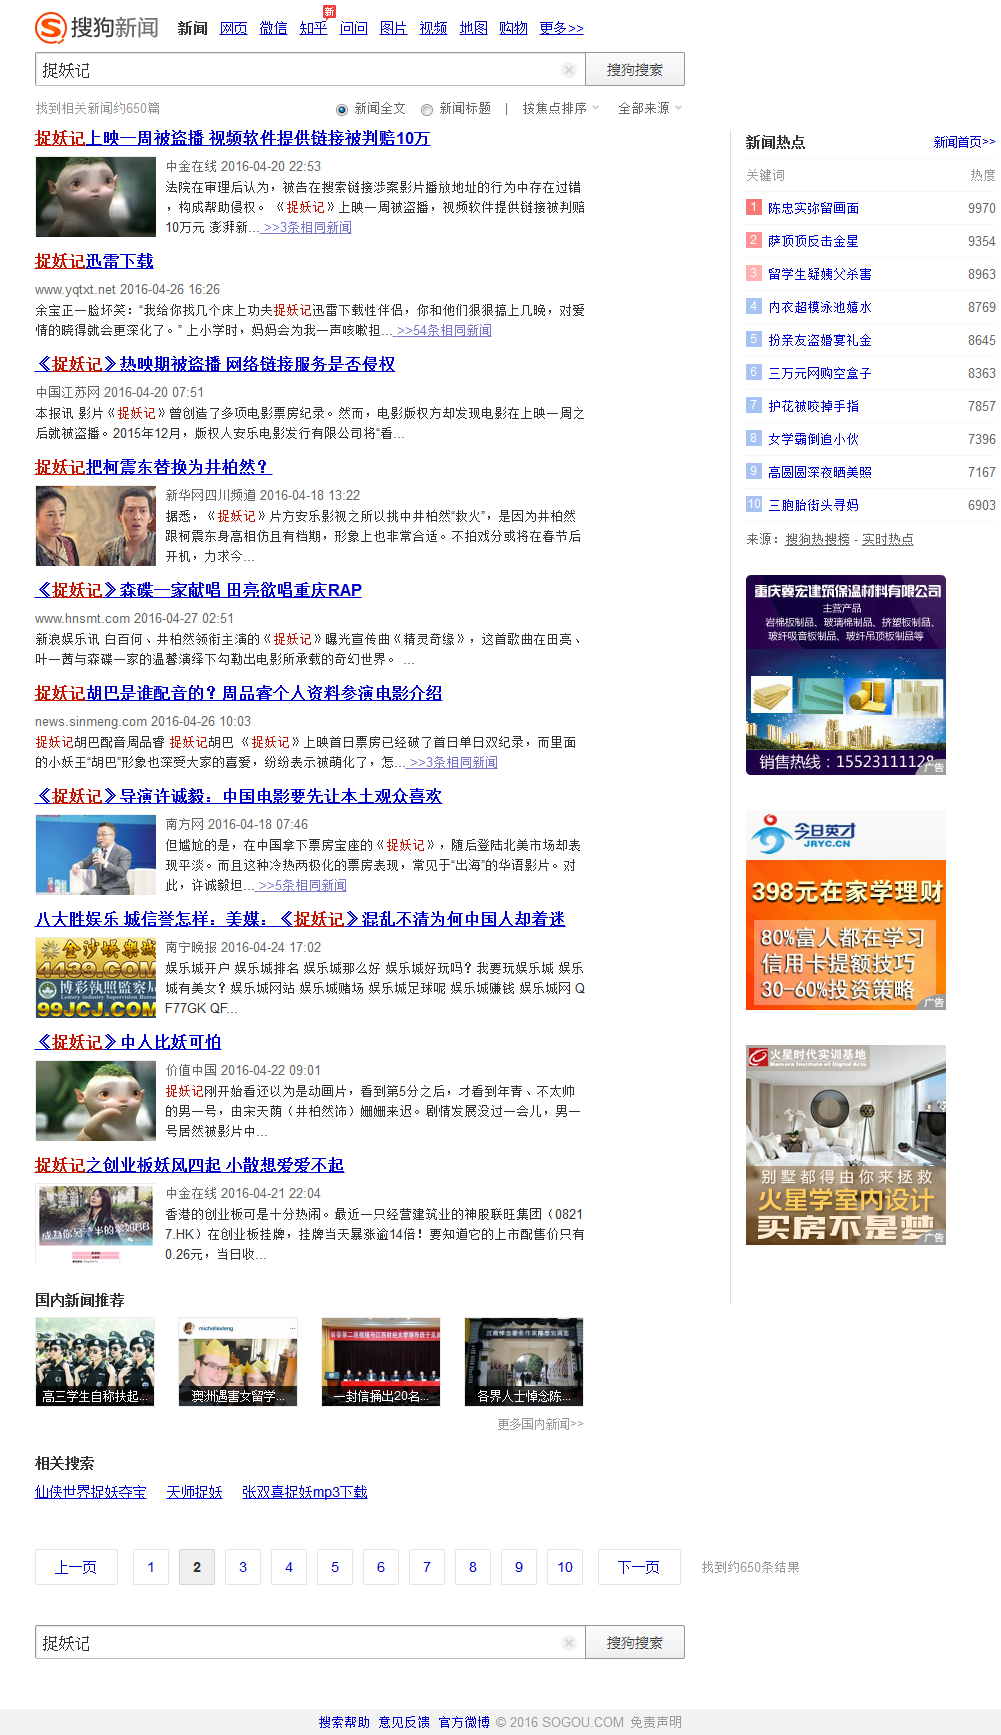 搜狗新闻 新闻 网页 微信 知乎 新 问问 图片 视频 地图 购物 更多>>
捉妖记 搜狗搜索
找到相关新闻约650篇 新闻全文 新闻标题 | 按焦点排序 全部来源
捉妖记上映一周被盗播 视频软件提供链接被判赔10万
中金在线 2016-04-20 22:53
法院在审理后认为，被告在搜索链接涉案影片播放地址的行为中存在过错
，构成帮助侵权。 《捉妖记》上映一周被盗播，视频软件提供链接被判赔
10万元 澎湃新... >>3条相同新闻
捉妖记迅雷下载
www.yqtxt.net 2016-04-26 16:26
余宝正一脸坏笑：“我给你找几个床上功夫捉妖记迅雷下载性伴侣，你和他们狠狠搞上几晚，对爱
情的晓得就会更深化了。” 上小学时，妈妈会为我一声咳嗽担... >>54条相同新闻
《捉妖记》热映期被盗播 网络链接服务是否侵权
中国江苏网 2016-04-20 07:51
本报讯 影片《捉妖记》曾创造了多项电影票房纪录。然而，电影版权方却发现电影在上映一周之
后就被盗播。2015年12月，版权人安乐电影发行有限公司将“看...
捉妖记把柯震东替换为井柏然？
新华网四川频道 2016-04-18 13:22
据悉，《捉妖记》片方安乐影视之所以挑中井柏然“救火”，是因为井柏然
跟柯震东身高相仿且有档期，形象上也非常合适。不拍戏分或将在春节后
开机，力求今...
《捉妖记》森碟一家献唱 田亮欲唱重庆RAP
www.hnsmt.com 2016-04-27 02:51
新浪娱乐讯 白百何、井柏然领衔主演的《捉妖记》曝光宣传曲《精灵奇缘》，这首歌曲在田亮、
叶一茜与森碟一家的温馨演绎下勾勒出电影所承载的奇幻世界。 ...
捉妖记胡巴是谁配音的？周品睿个人资料参演电影介绍
news.sinmeng.com 2016-04-26 10:03
捉妖记胡巴配音周品睿 捉妖记胡巴 《捉妖记》上映首日票房已经破了首日单日双纪录，而里面
的小妖王“胡巴”形象也深受大家的喜爱，纷纷表示被萌化了，怎... >>3条相同新闻
《捉妖记》导演许诚毅：中国电影要先让本土观众喜欢
南方网 2016-04-18 07:46
但尴尬的是，在中国拿下票房宝座的《捉妖记》，随后登陆北美市场却表
现平淡。而且这种冷热两极化的票房表现，常见于“出海”的华语影片。对
此，许诚毅坦... >>5条相同新闻
八大胜娱乐 诚信誉怎样：美媒：《捉妖记》混乱不清为何中国人却着迷
金沙娱乐城
4439.COM
博彩执照监察局
Lottery Industry Supervision Bureau
99JCJ.COM
南宁晚报 2016-04-24 17:02
娱乐城开户 娱乐城排名 娱乐城那么好 娱乐城好玩吗？我要玩娱乐城 娱乐
城有美女？娱乐城网站 娱乐城赌场 娱乐城足球呢 娱乐城赚钱 娱乐城网 Q
F77GK QF...
《捉妖记》中人比妖可怕
价值中国 2016-04-22 09:01
捉妖记刚开始看还以为是动画片，看到第5分之后，才看到年青、不太帅
的男一号，由宋天荫（井柏然饰）姗姗来迟。剧情发展没过一会儿，男一
号居然被影片中...
捉妖记之创业板妖风四起 小散想爱爱不起
中金在线 2016-04-21 22:04
香港的创业板可是十分热闹。最近一只经营建筑业的神股联旺集团（0821
7.HK）在创业板挂牌，挂牌当天暴涨逾14倍！要知道它的上市配售价只有
0.26元，当日收...
国内新闻推荐
michellexleng
高三学生自称扶起... 澳洲遇害女留学... 一封信捅出20名... 各界人士悼念陈...
更多国内新闻>>
相关搜索
仙侠世界捉妖夺宝 天师捉妖 张双喜捉妖mp3下载
上一页 1 2 3 4 5 6 7 8 9 10 下一页 找到约650条结果
捉妖记 搜狗搜索
新闻热点 新闻首页>>
关键词 热度
1 陈忠实弥留画面 9970
2 萨顶顶反击金星 9354
3 留学生疑姨父杀害 8963
4 内衣超模泳池嬉水 8769
5 扮亲友盗婚宴礼金 8645
6 三万元网购空盒子 8363
7 护花被咬掉手指 7857
8 女学霸倒追小伙 7396
9 高圆圆深夜晒美照 7167
10 三胞胎街头寻妈 6903
来源：搜狗热搜榜 - 实时热点
重庆冀宏建筑保温材料有限公司
主营产品
岩棉板制品、玻璃棉制品、挤塑板制品、
玻纤吸音板制品、玻纤吊顶板制品等
销售热线：15523111128
广告
今日英才
JRYC.CN
398元在家学理财
80%富人都在学习
信用卡提额技巧
30-60%投资策略
广告
火星时代实训基地
Marsera Institute of Digital Arts
别墅都得由你来拯救
火星学室内设计
买房不是梦
广告
搜索帮助 意见反馈 官方微博 © 2016 SOGOU.COM 免责声明